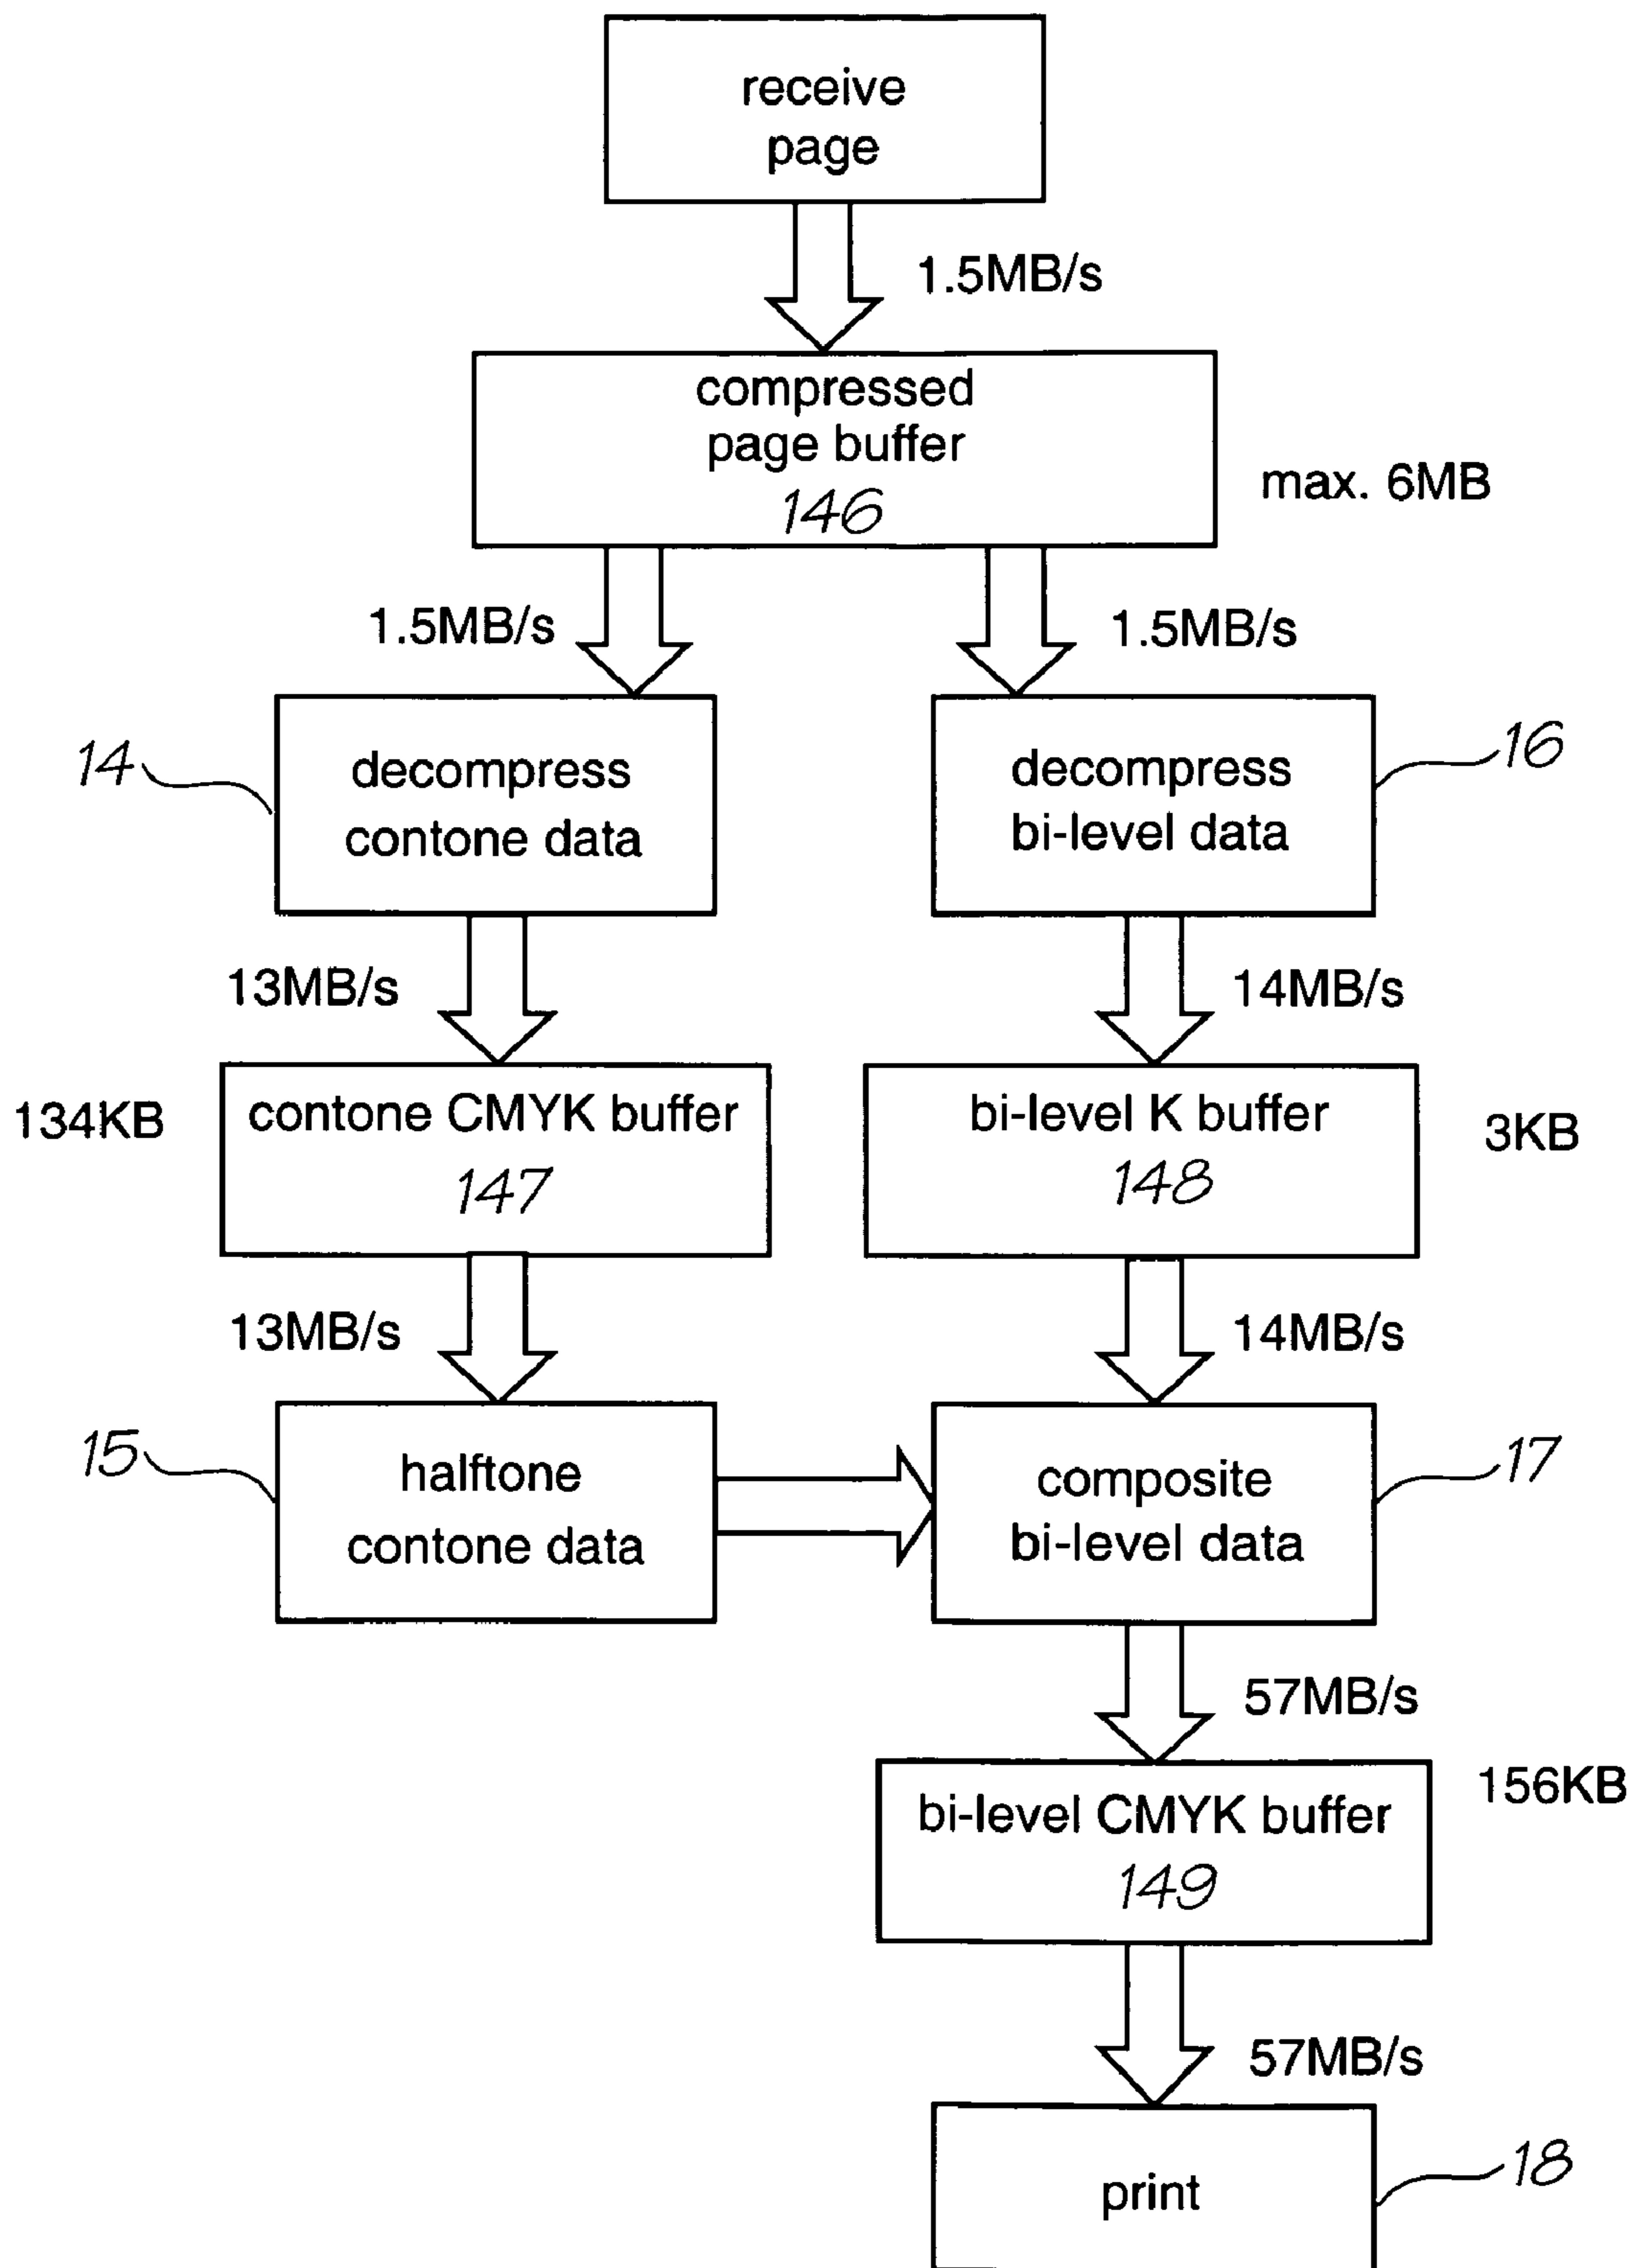 receive
page
1.5MB/s
compressed
page buffer
146
max. 6MB
1.5MB/s
1.5MB/s
14
decompress
contone data
decompress
bi-level data
16
13MB/s
14MB/s
134KB
contone CMYK buffer
147
bi-level K buffer
148
3KB
13MB/s
14MB/s
15
halftone
contone data
composite
bi-level data
17
57MB/s
bi-level CMYK buffer
149
156KB
57MB/s
print
18